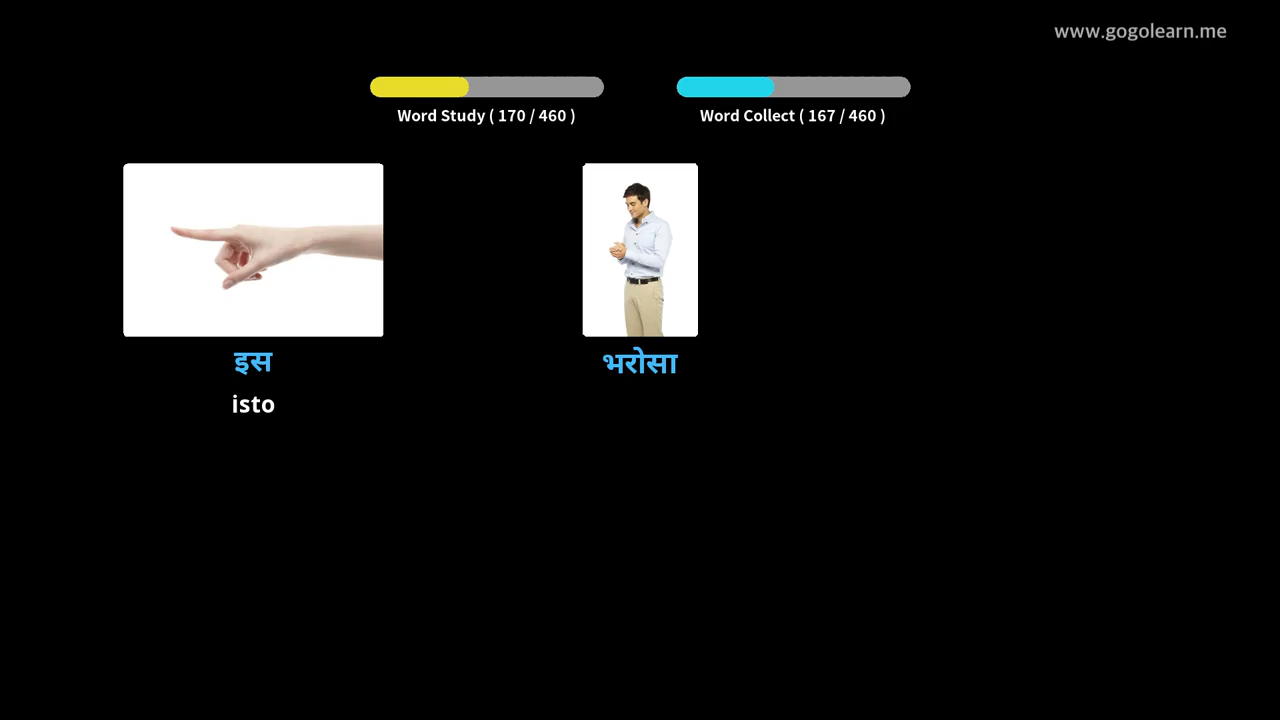 www.gogolearn.me
Word Study ( 170 / 460 )
Word Collect ( 167 / 460 )
इस
भरोसा
isto